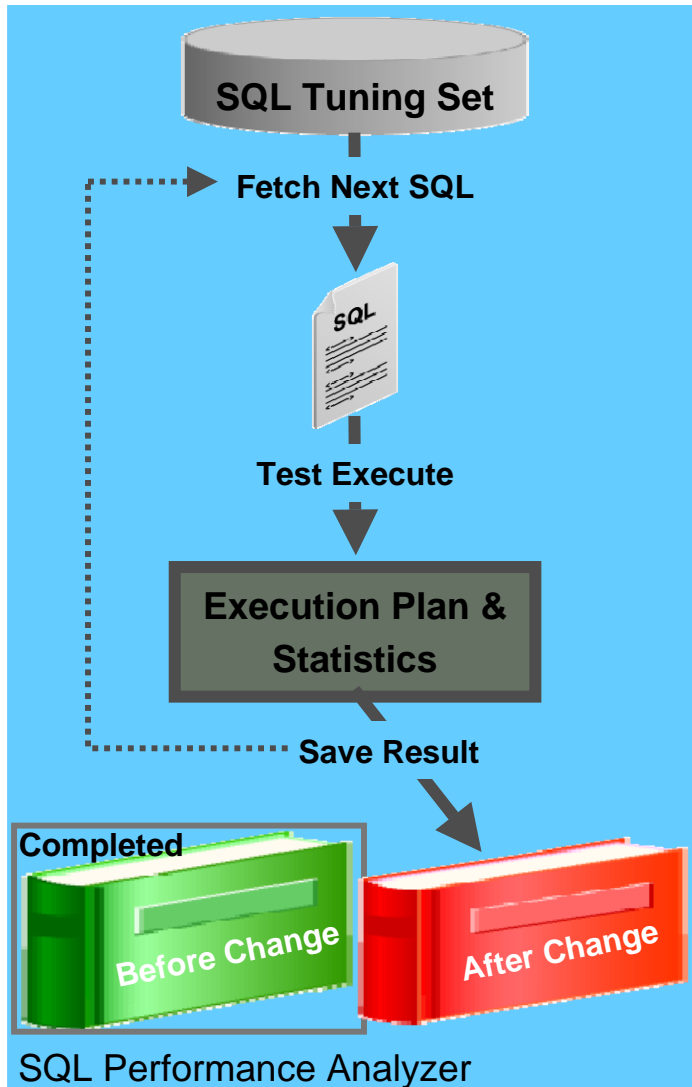 SQL Tuning Set
Fetch Next SQL
SQL
Test Execute
Execution Plan &
Statistics
Save Result
Completed
Before Change
After Change
SQL Performance Analyzer